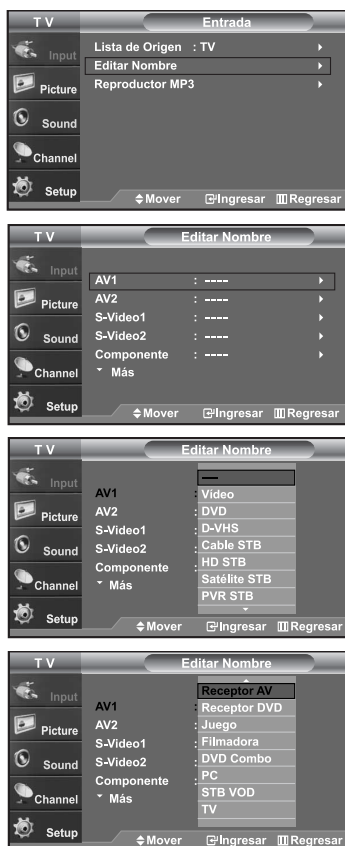 TV Entrada
Input
Lista de Origen : TV
Editar Nombre
Reproductor MP3
Picture
Sound
Channel
Setup
Mover Ingresar Regresar
TV Editar Nombre
Input
AV1 : ----
AV2 : ----
S-Video1 : ----
S-Video2 : ----
Componente : ----
Más
Picture
Sound
Channel
Setup
Mover Ingresar Regresar
TV Editar Nombre
Input
----
AV1 : Vídeo
AV2 : DVD
S-Video1 : D-VHS
S-Video2 : Cable STB
Componente : HD STB
Más Satélite STB
PVR STB
Picture
Sound
Channel
Setup
Mover Ingresar Regresar
TV Editar Nombre
Input
Receptor AV
AV1 : Receptor DVD
AV2 : Juego
S-Video1 : Filmadora
S-Video2 : DVD Combo
Componente : PC
Más STB VOD
TV
Picture
Sound
Channel
Setup
Mover Ingresar Regresar